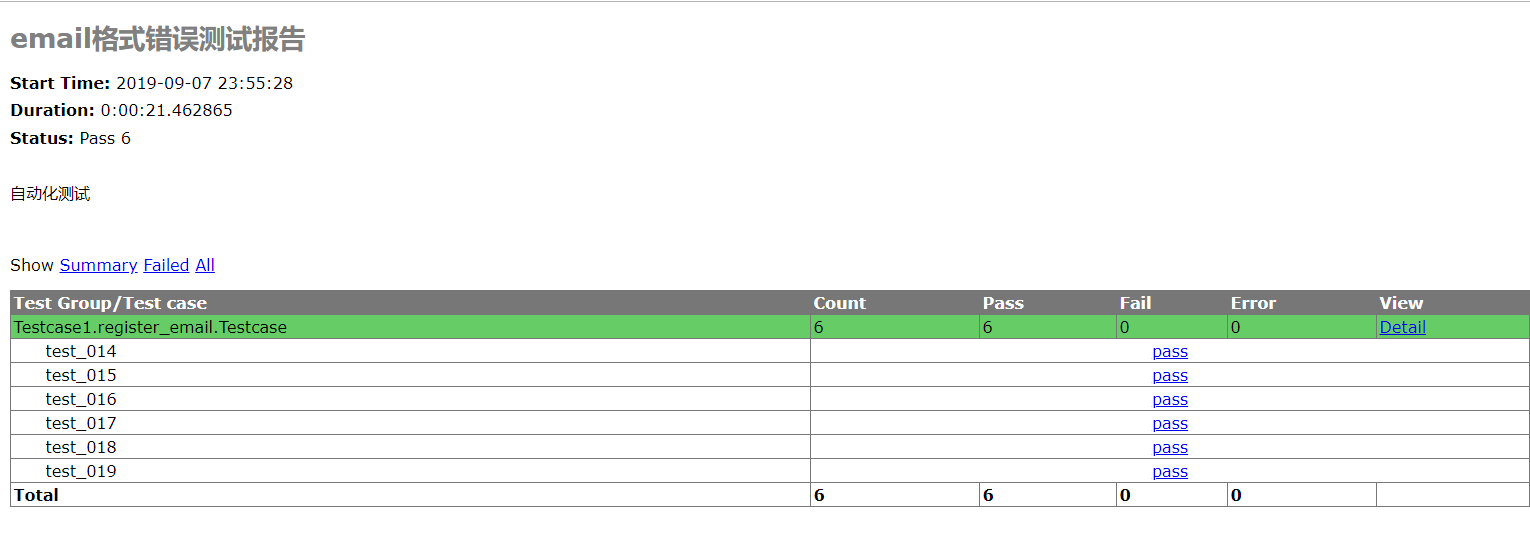 email格式错误测试报告
Start Time: 2019-09-07 23:55:28
Duration: 0:00:21.462865
Status: Pass 6
自动化测试
Show Summary Failed All
Test Group/Test case Count Pass Fail Error View
Testcase1.register_email.Testcase 6 6 0 0 Detail
test_014 pass
test_015 pass
test_016 pass
test_017 pass
test_018 pass
test_019 pass
Total 6 6 0 0